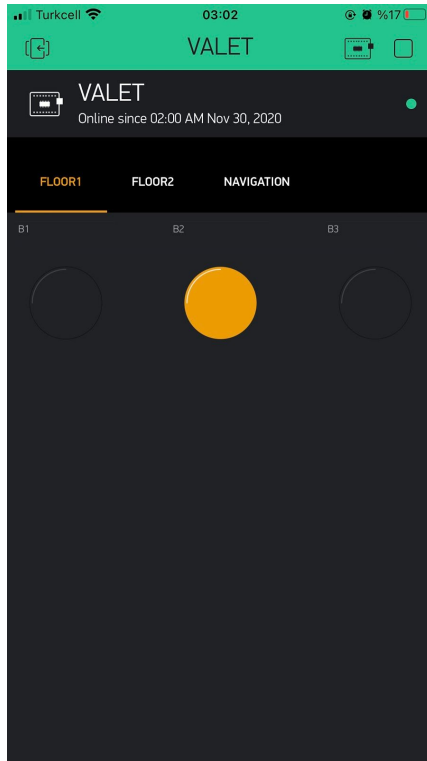 Turkcell 03:02 %17
VALET
VALET
Online since 02:00 AM Nov 30, 2020
FLOOR1 FLOOR2 NAVIGATION
B1 B2 B3